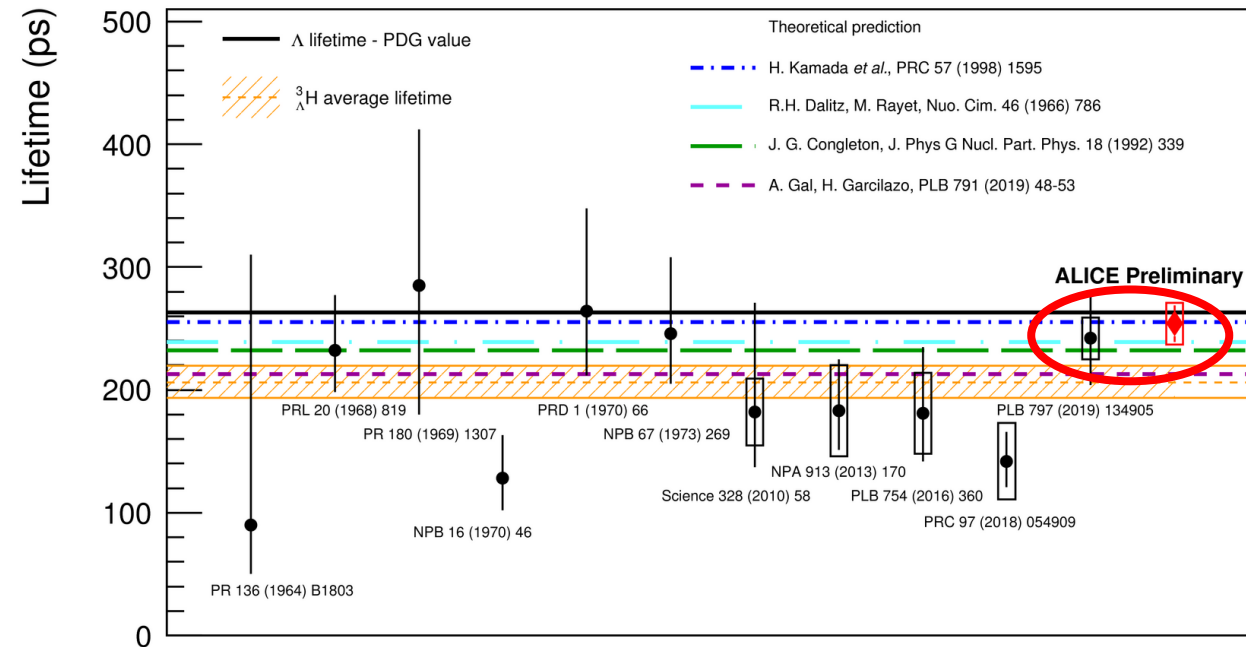 Lifetime (ps)
500
400
300
200
100
0
Λ lifetime - PDG value
³ΛH average lifetime
Theoretical prediction
H. Kamada et al., PRC 57 (1998) 1595
R.H. Dalitz, M. Rayet, Nuo. Cim. 46 (1966) 786
J. G. Congleton, J. Phys G Nucl. Part. Phys. 18 (1992) 339
A. Gal, H. Garcilazo, PLB 791 (2019) 48-53
ALICE Preliminary
PRL 20 (1968) 819
PRD 1 (1970) 66
PLB 797 (2019) 134905
PR 180 (1969) 1307
NPB 67 (1973) 269
NPA 913 (2013) 170
Science 328 (2010) 58
PLB 754 (2016) 360
PRC 97 (2018) 054909
NPB 16 (1970) 46
PR 136 (1964) B1803